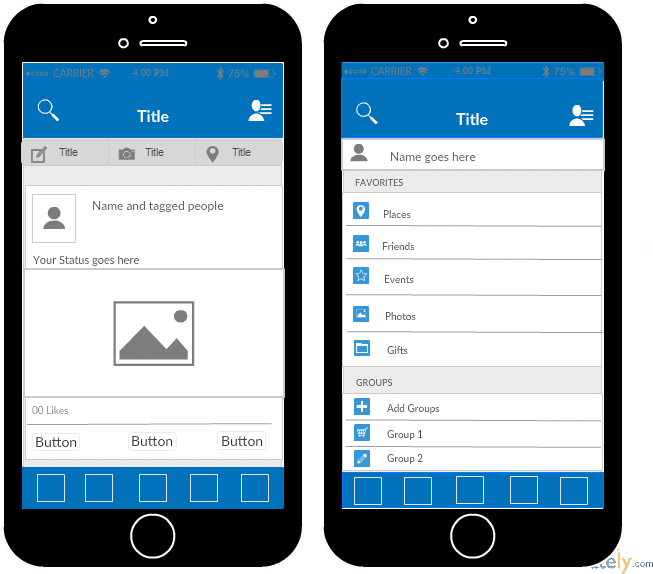 CARRIER 4.00 PM 75%
Title
Title Title Title
Name and tagged people
Your Status goes here
00 Likes
Button Button Button
CARRIER 4.00 PM 75%
Title
Name goes here
FAVORITES
Places
Friends
Events
Photos
Gifts
GROUPS
Add Groups
Group 1
Group 2
ely.com